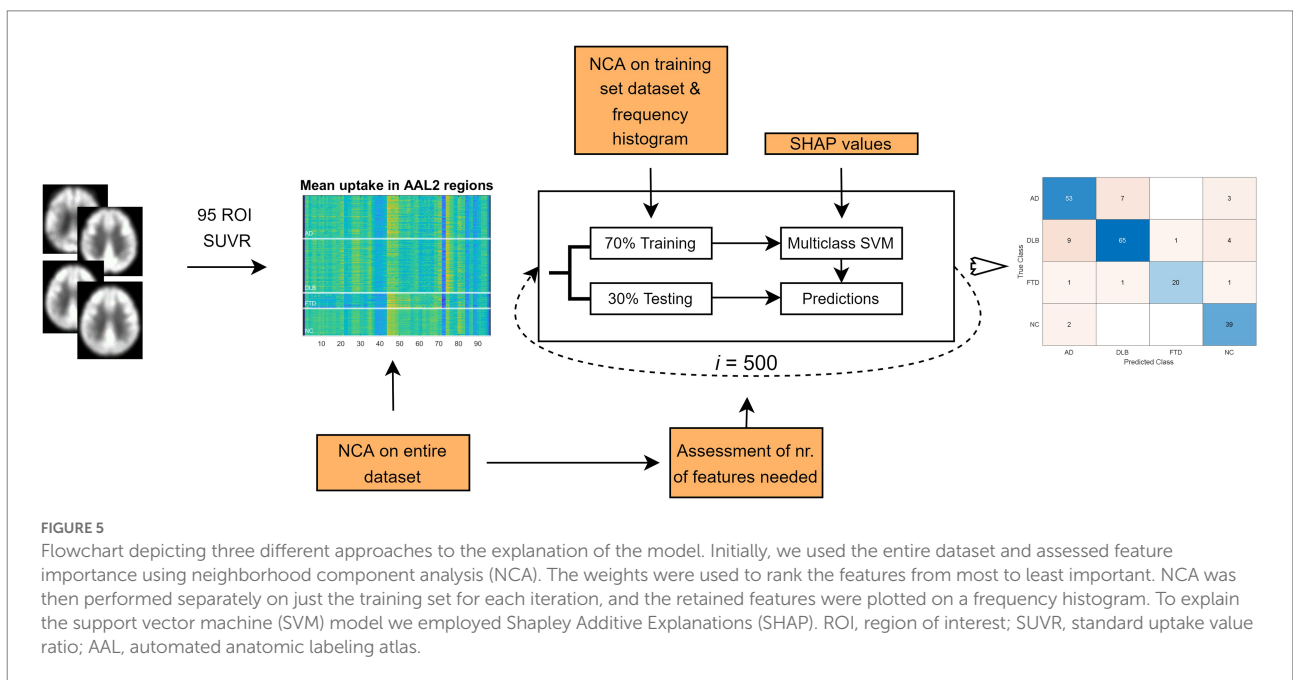 NCA on training
set dataset &
frequency
histogram
SHAP values
95 ROI
SUVR
Mean uptake in AAL2 regions
AD
DLB
FTD
NC
10 20 30 40 50 60 70 80 90
70% Training
Multiclass SVM
30% Testing
Predictions
i = 500
NCA on entire
dataset
Assessment of nr.
of features needed
True Class
AD 53 7 3
DLB 9 65 1 4
FTD 1 1 20 1
NC 2 39
AD DLB FTD NC
Predicted Class
FIGURE 5
Flowchart depicting three different approaches to the explanation of the model. Initially, we used the entire dataset and assessed feature
importance using neighborhood component analysis (NCA). The weights were used to rank the features from most to least important. NCA was
then performed separately on just the training set for each iteration, and the retained features were plotted on a frequency histogram. To explain
the support vector machine (SVM) model we employed Shapley Additive Explanations (SHAP). ROI, region of interest; SUVR, standard uptake value
ratio; AAL, automated anatomic labeling atlas.